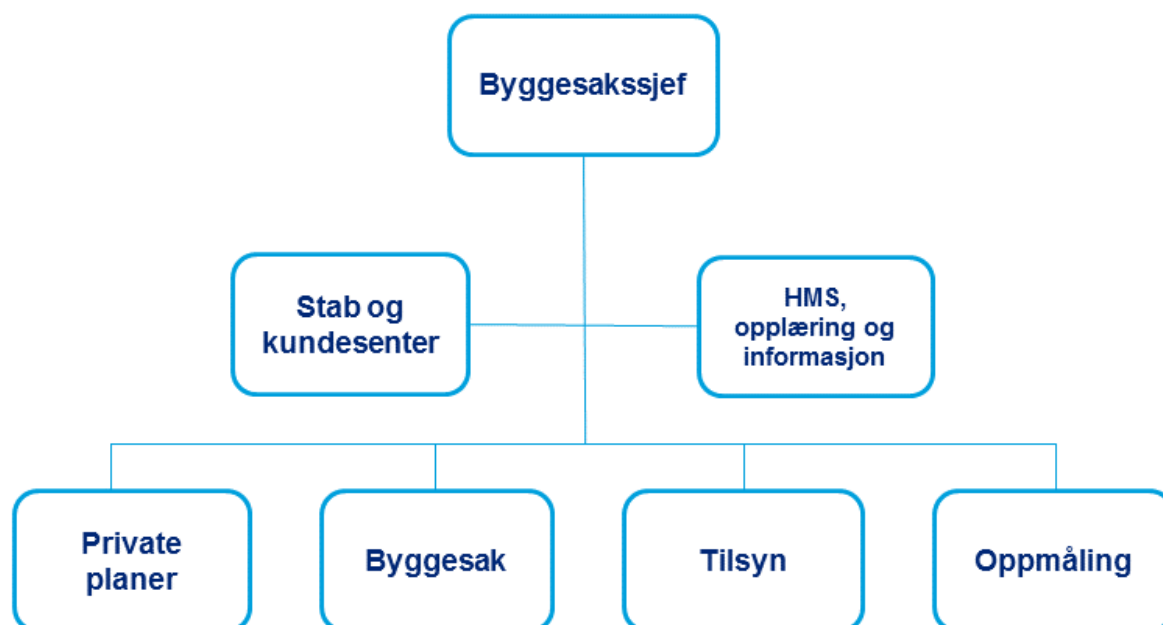 Byggesakssjef
Stab og
kundesenter
HMS,
opplæring og
informasjon
Private
planer
Byggesak
Tilsyn
Oppmåling